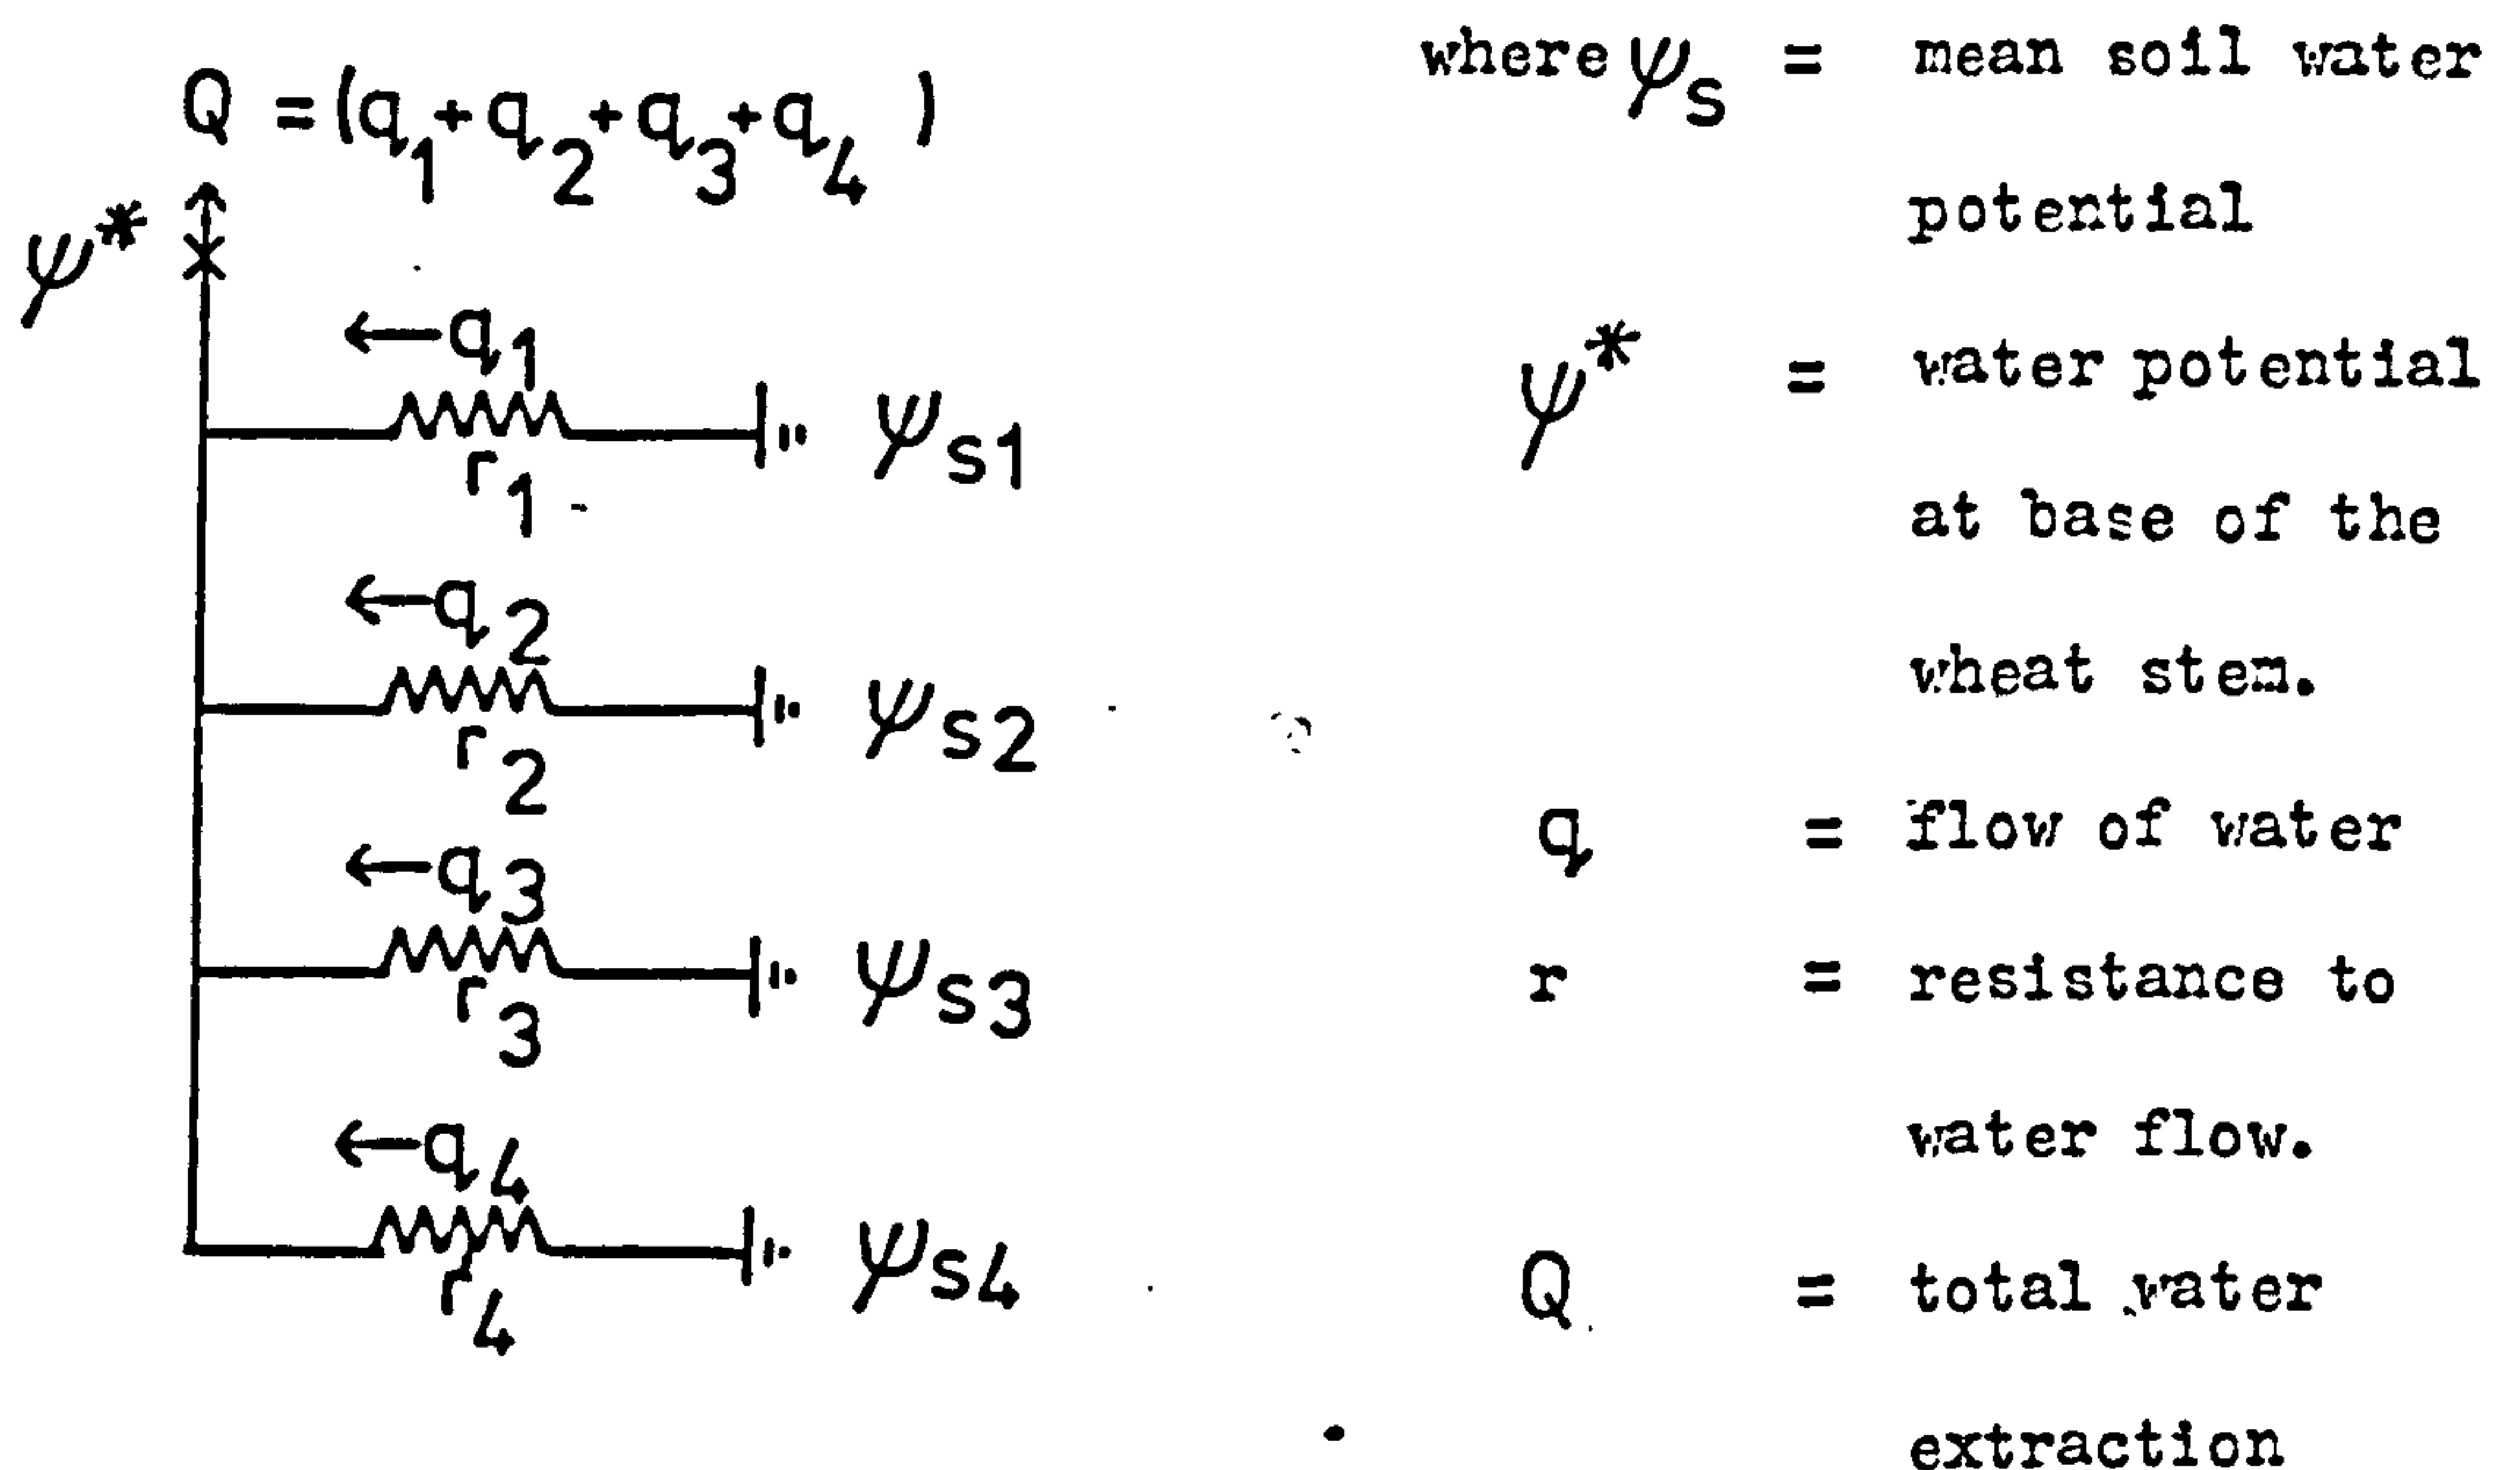 Q = (q1+q2+q3+q4)
ψ*
←q1
r1
ψs1
←q2
r2
ψs2
←q3
r3
ψs3
←q4
r4
ψs4
where ψs = mean soil water
potential
ψ* = water potential
at base of the
wheat stem.
q = flow of water
r = resistance to
water flow.
Q = total water
extraction